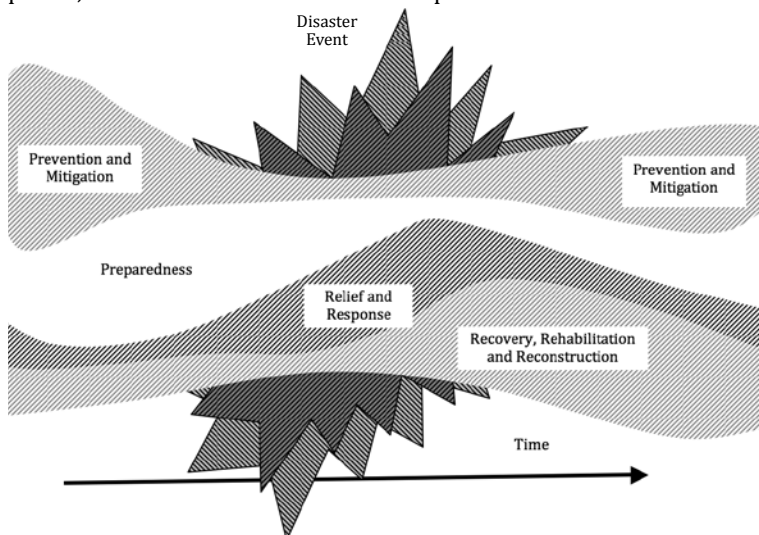 Disaster
Event
Prevention and
Mitigation
Prevention and
Mitigation
Preparedness
Relief and
Response
Recovery, Rehabilitation
and Reconstruction
Time